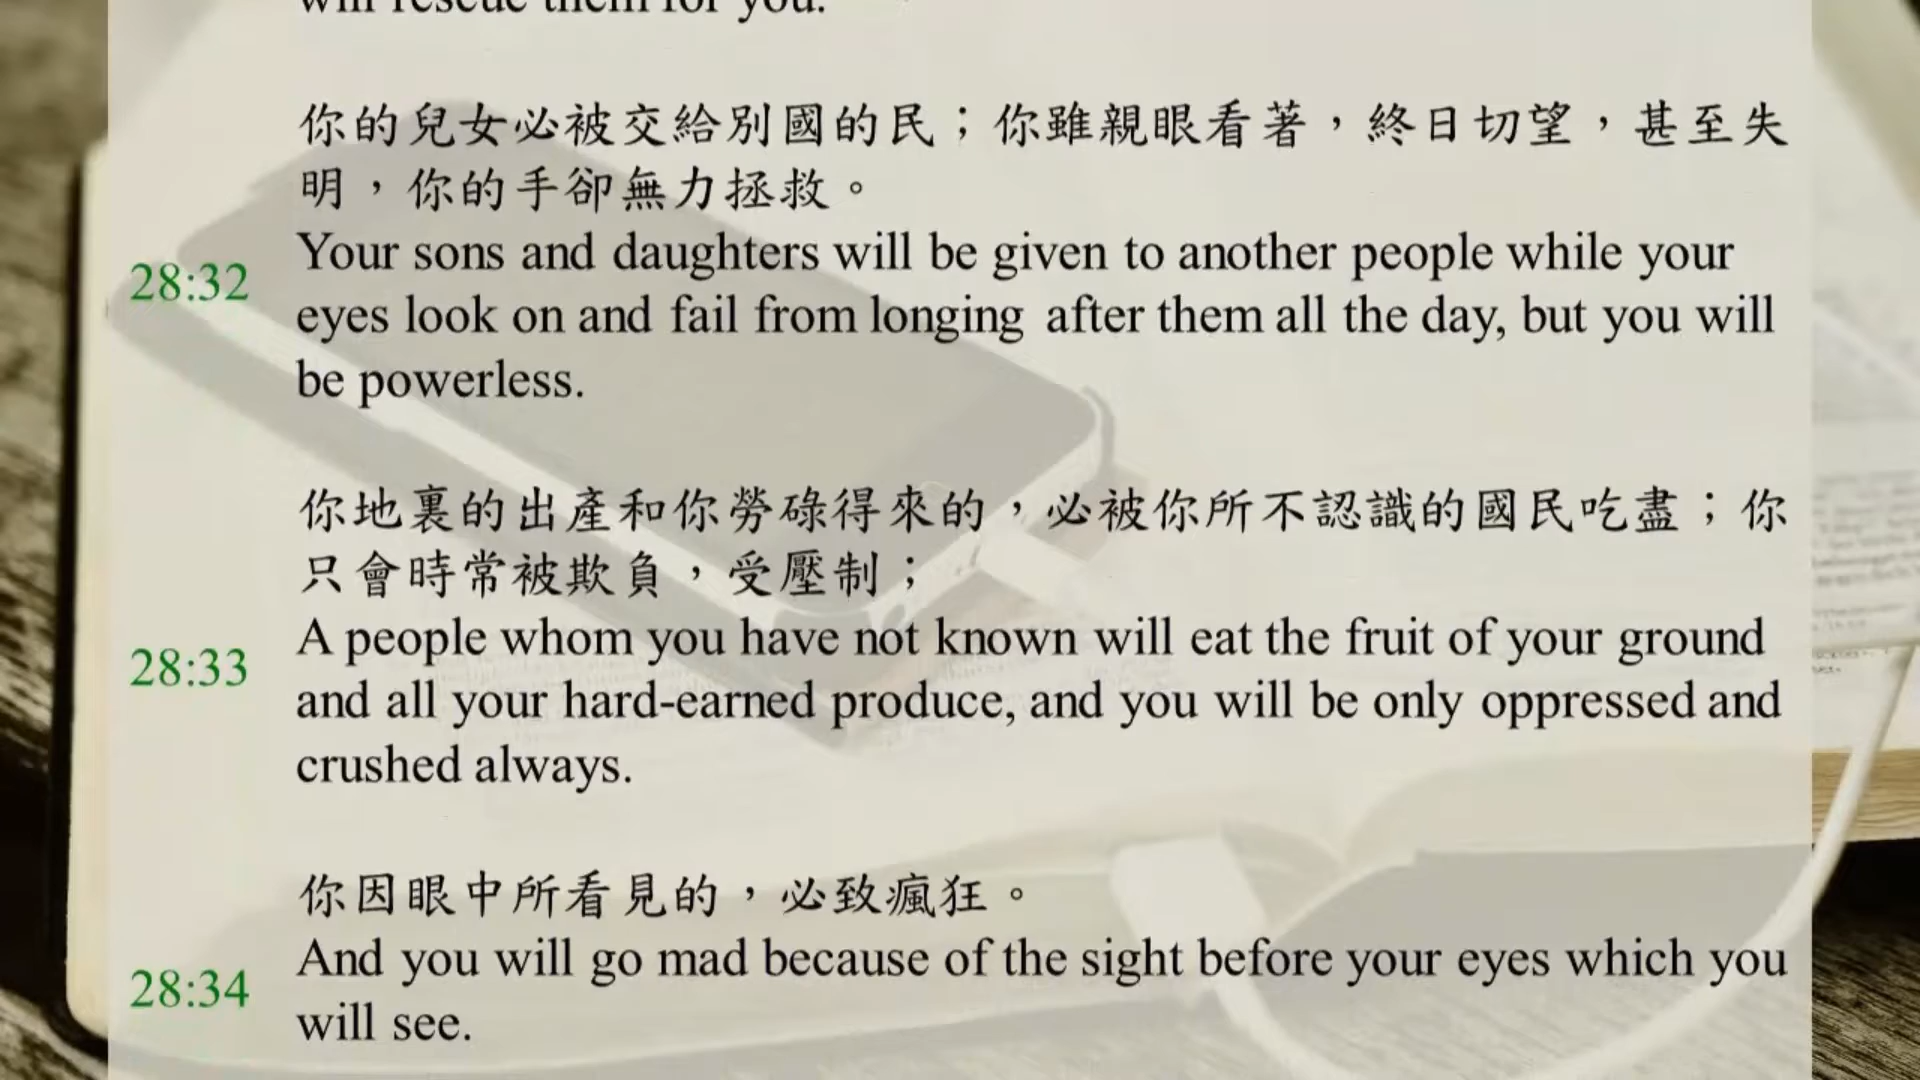 will rescue them for you.
你的兒女必被交給別國的民；你雖親眼看著，終日切望，甚至失
明，你的手卻無力拯救。
28:32
Your sons and daughters will be given to another people while your
eyes look on and fail from longing after them all the day, but you will
be powerless.
你地裏的出產和你勞碌得來的，必被你所不認識的國民吃盡；你
只會時常被欺負，受壓制；
28:33
A people whom you have not known will eat the fruit of your ground
and all your hard-earned produce, and you will be only oppressed and
crushed always.
你因眼中所看見的，必致瘋狂。
28:34
And you will go mad because of the sight before your eyes which you
will see.